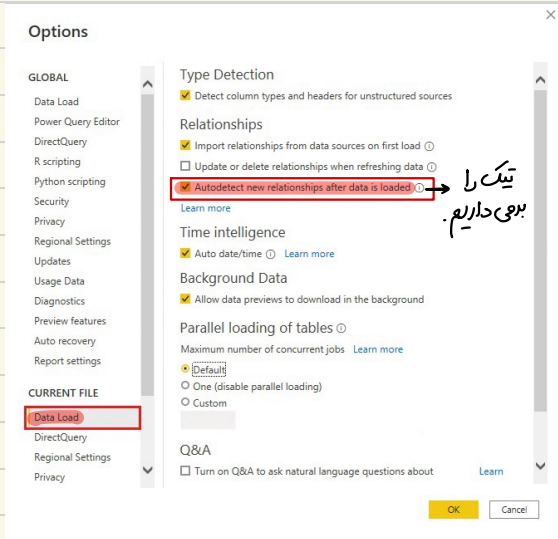 Options
GLOBAL
Data Load
Power Query Editor
DirectQuery
R scripting
Python scripting
Security
Privacy
Regional Settings
Updates
Usage Data
Diagnostics
Preview features
Auto recovery
Report settings
CURRENT FILE
Data Load
DirectQuery
Regional Settings
Privacy
Type Detection
Detect column types and headers for unstructured sources
Relationships
Import relationships from data sources on first load
Update or delete relationships when refreshing data
Autodetect new relationships after data is loaded
تیک را
برمی داریم.
Learn more
Time intelligence
Auto date/time Learn more
Background Data
Allow data previews to download in the background
Parallel loading of tables
Maximum number of concurrent jobs Learn more
Default
One (disable parallel loading)
Custom
Q&A
Turn on Q&A to ask natural language questions about Learn
OK Cancel